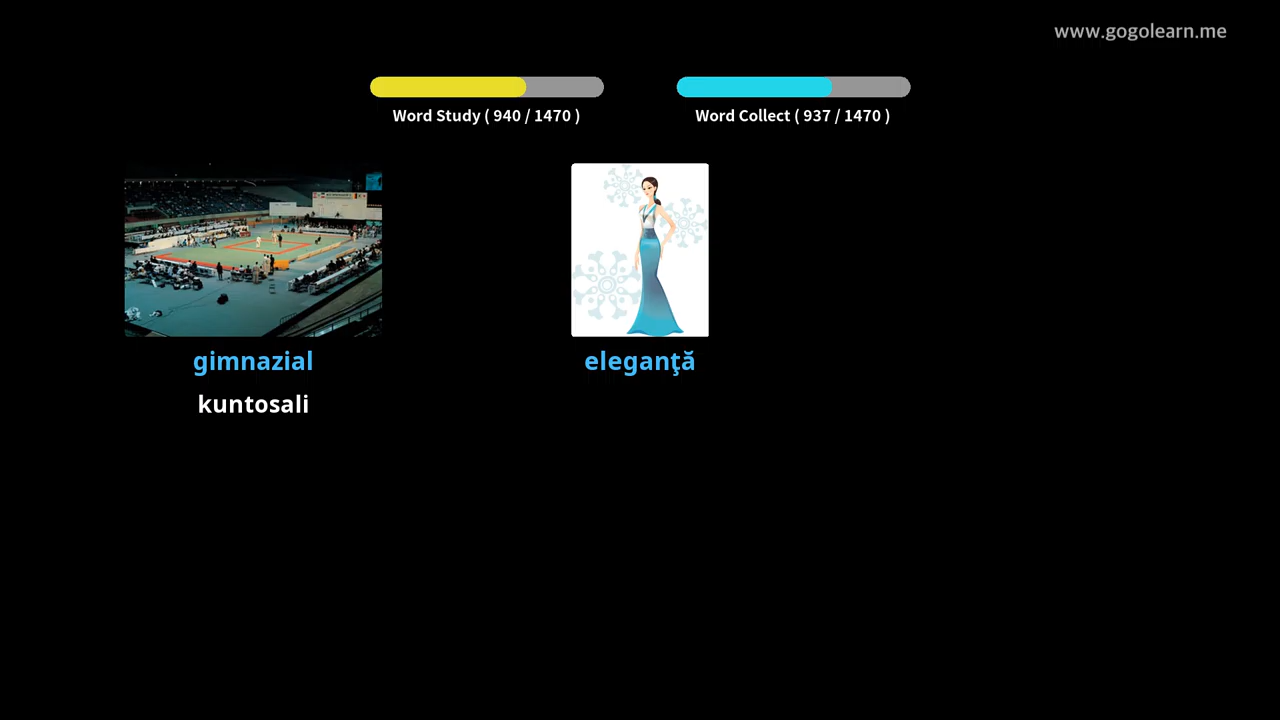 www.gogolearn.me
Word Study ( 940 / 1470 )
Word Collect ( 937 / 1470 )
gimnazial
eleganţă
kuntosali